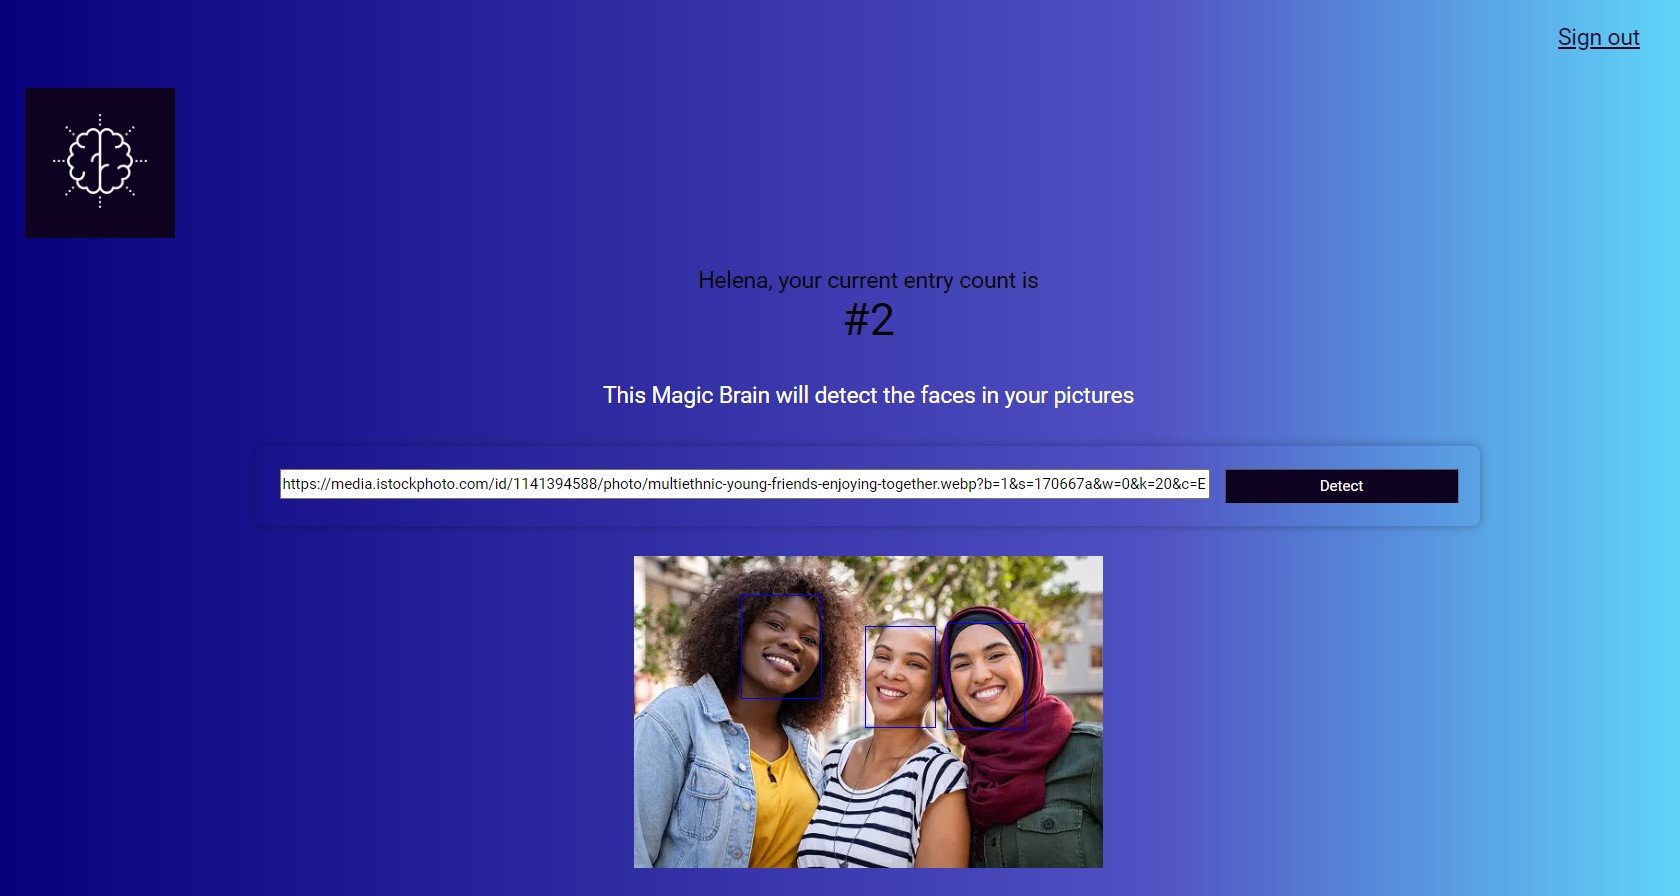 Sign out
Helena, your current entry count is
#2
This Magic Brain will detect the faces in your pictures
https://media.istockphoto.com/id/1141394588/photo/multiethnic-young-friends-enjoying-together.webp?b=1&s=170667a&w=0&k=20&c=E
Detect